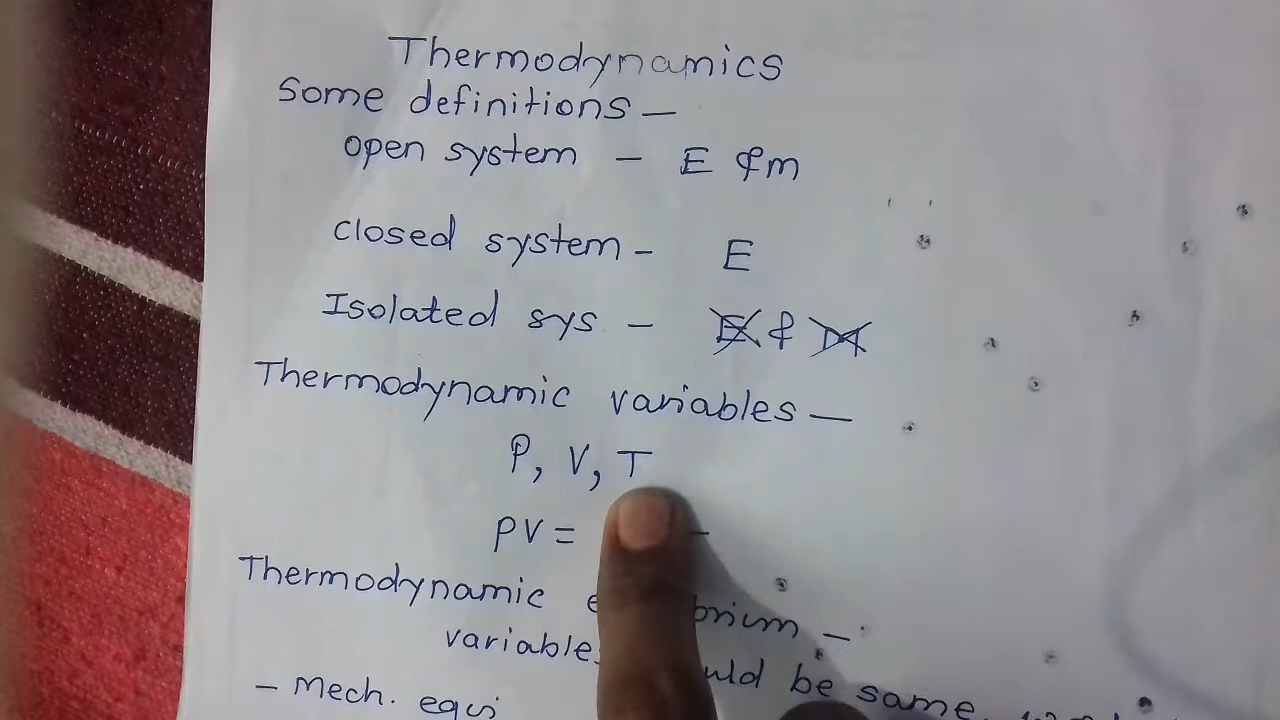 Thermodynamics
Some definitions —
open system - E & m
closed system - E
Isolated sys - E & M
Thermodynamic variables —
P, V, T
PV =
Thermodynamic
variable
be same.
- Mech. equi